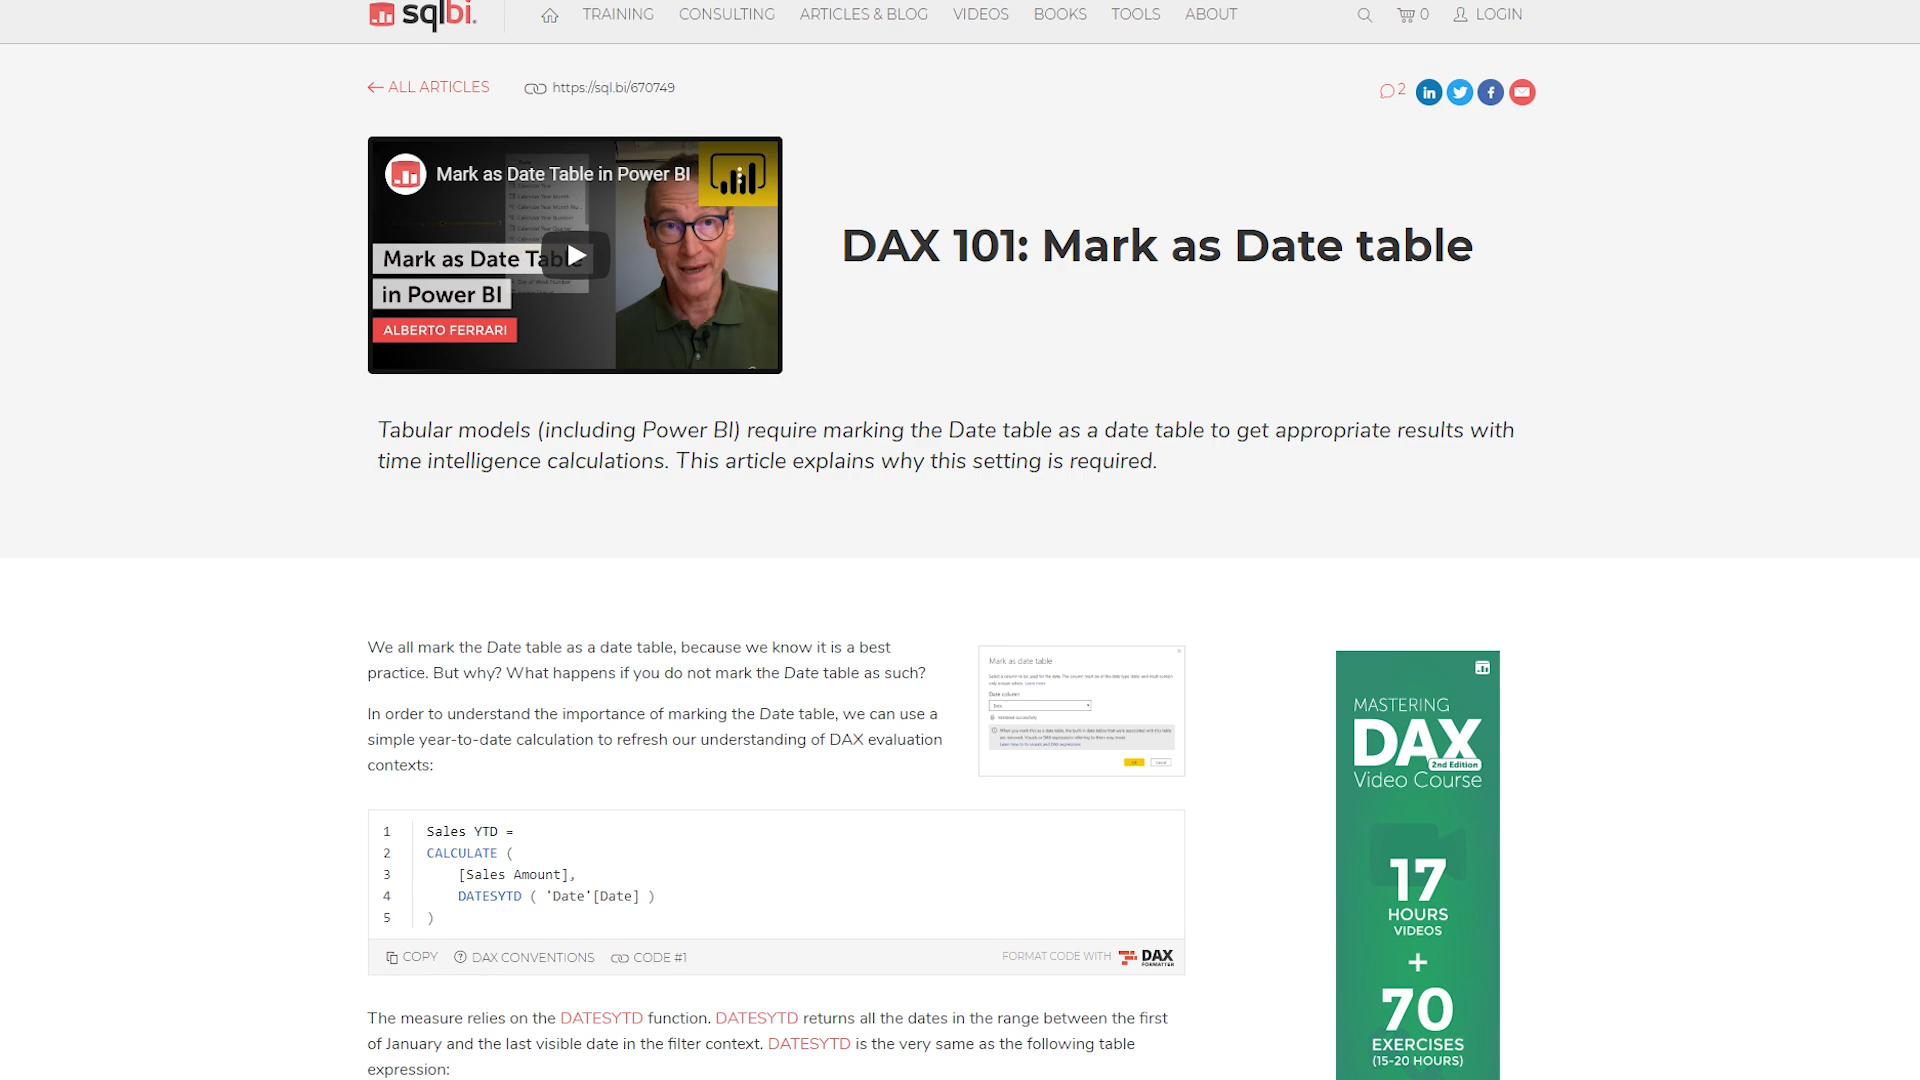 sqlbi.
TRAINING CONSULTING ARTICLES & BLOG VIDEOS BOOKS TOOLS ABOUT 0 LOGIN
ALL ARTICLES https://sql.bi/670749 2
Mark as Date Table in Power BI
Mark as Date Table
in Power BI
ALBERTO FERRARI
DAX 101: Mark as Date table
Tabular models (including Power BI) require marking the Date table as a date table to get appropriate results with
time intelligence calculations. This article explains why this setting is required.
We all mark the Date table as a date table, because we know it is a best
practice. But why? What happens if you do not mark the Date table as such?
In order to understand the importance of marking the Date table, we can use a
simple year-to-date calculation to refresh our understanding of DAX evaluation
contexts:
Mark as date table
Date column
1 Sales YTD =
2 CALCULATE (
3 [Sales Amount],
4 DATESYTD ( 'Date'[Date] )
5 )
COPY DAX CONVENTIONS CODE #1 FORMAT CODE WITH DAX FORMATTER
The measure relies on the DATESYTD function. DATESYTD returns all the dates in the range between the first
of January and the last visible date in the filter context. DATESYTD is the very same as the following table
expression:
MASTERING
DAX
2nd Edition
Video Course
17
HOURS
VIDEOS
+
70
EXERCISES
(15-20 HOURS)